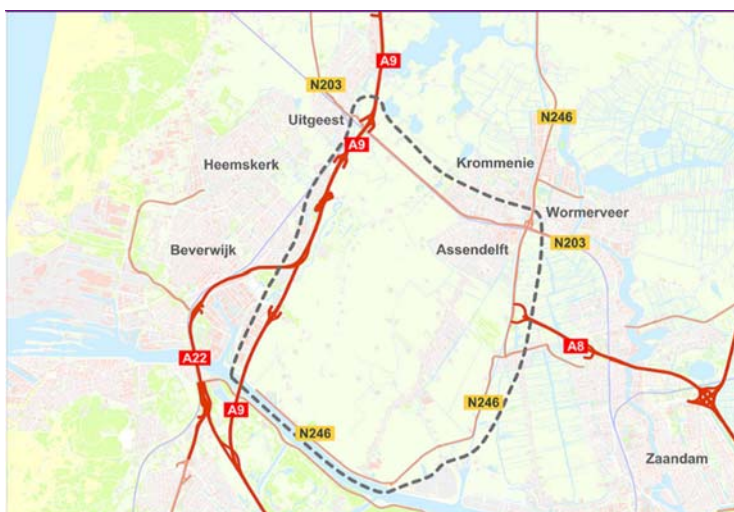 A9
N203
Uitgeest
N246
A9
Heemskerk
Krommenie
Wormerveer
N203
Beverwijk
Assendelft
A8
A22
N246
A9
N246
Zaandam